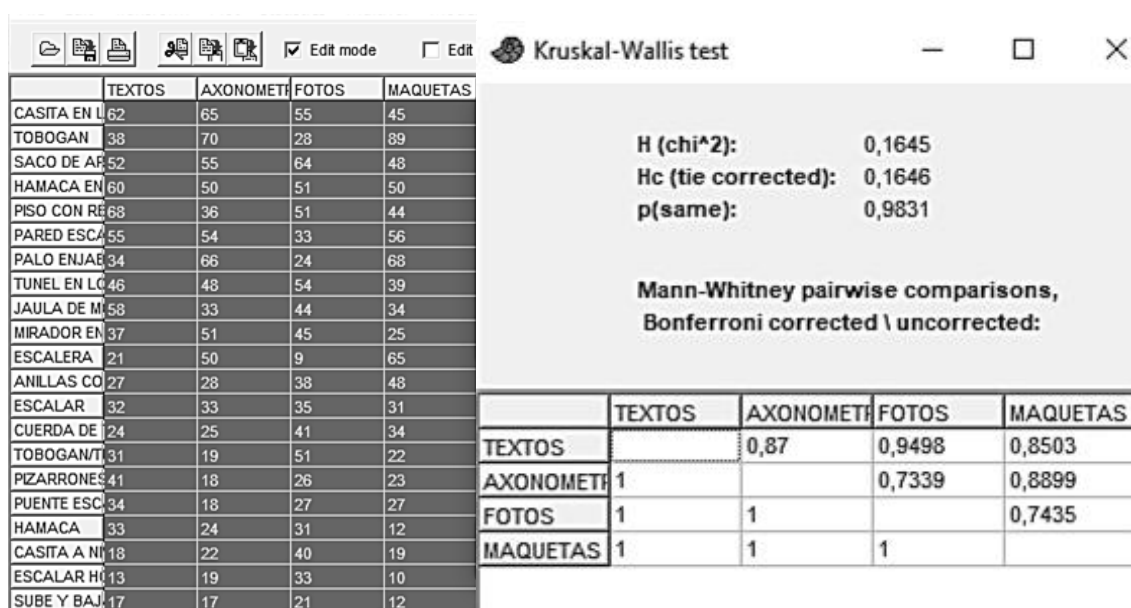 Edit mode Edit
TEXTOS AXONOMETR FOTOS MAQUETAS
CASITA EN L 62 65 55 45
TOBOGAN 38 70 28 89
SACO DE AR 52 55 64 48
HAMACA EN 60 50 51 50
PISO CON RE 68 36 51 44
PARED ESCA 55 54 33 56
PALO ENJAB 34 66 24 68
TUNEL EN LO 46 48 54 39
JAULA DE M 58 33 44 34
MIRADOR EN 37 51 45 25
ESCALERA 21 50 9 65
ANILLAS CO 27 28 38 48
ESCALAR 32 33 35 31
CUERDA DE 24 25 41 34
TOBOGAN/T 31 19 51 22
PIZARRONES 41 18 26 23
PUENTE ESC 34 18 27 27
HAMACA 33 24 31 12
CASITA A NI 18 22 40 19
ESCALAR HO 13 19 33 10
SUBE Y BAJ 17 17 21 12
Kruskal-Wallis test
H (chi^2): 0,1645
Hc (tie corrected): 0,1646
p(same): 0,9831
Mann-Whitney pairwise comparisons,
Bonferroni corrected \ uncorrected:
TEXTOS AXONOMETR FOTOS MAQUETAS
TEXTOS 0,87 0,9498 0,8503
AXONOMETR 1 0,7339 0,8899
FOTOS 1 1 0,7435
MAQUETAS 1 1 1